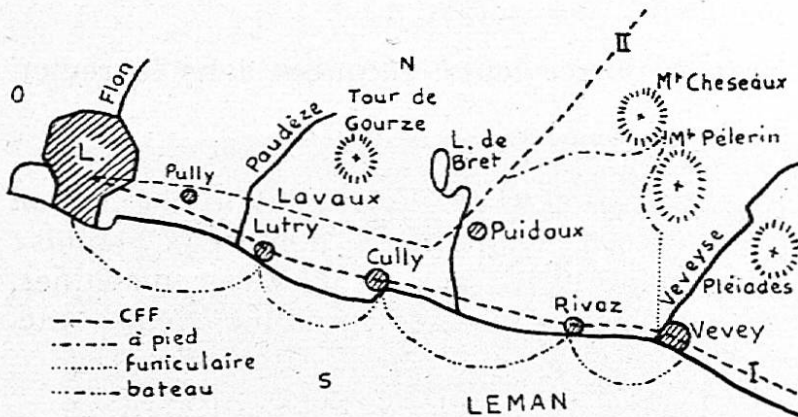 II
N
O
Flon
Mt Cheseaux
Tour de
Gourze
Paudèze
Mt Pélerin
L. de
Bret
L.
Pully
Lavaux
Lutry
Puidoux
Cully
Veveyse
Pléiades
Rivaz
Vevey
CFF
à pied
funiculaire
bateau
S
I
LEMAN